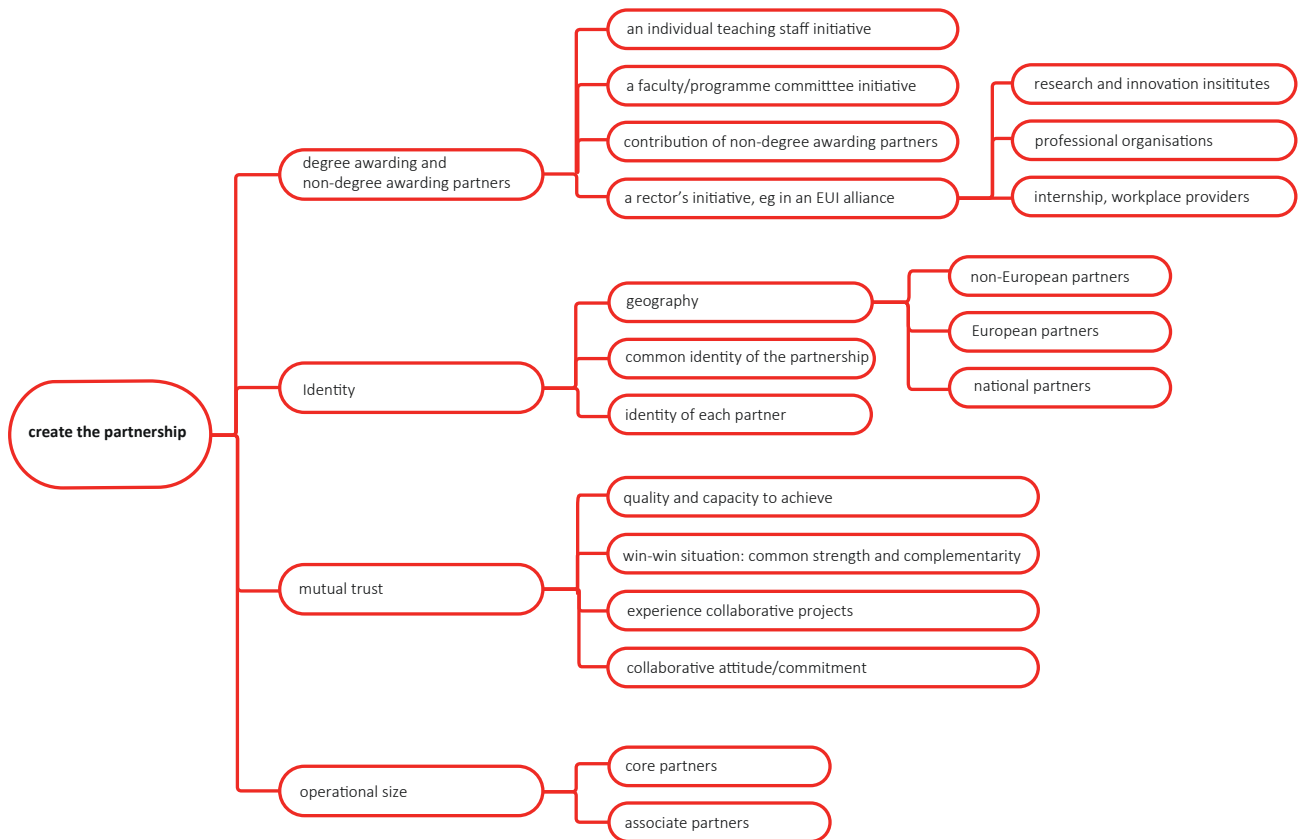 create the partnership
degree awarding and
non-degree awarding partners
an individual teaching staff initiative
a faculty/programme committtee initiative
contribution of non-degree awarding partners
a rector's initiative, eg in an EUI alliance
research and innovation insititutes
professional organisations
internship, workplace providers
Identity
geography
non-European partners
European partners
national partners
common identity of the partnership
identity of each partner
mutual trust
quality and capacity to achieve
win-win situation: common strength and complementarity
experience collaborative projects
collaborative attitude/commitment
operational size
core partners
associate partners